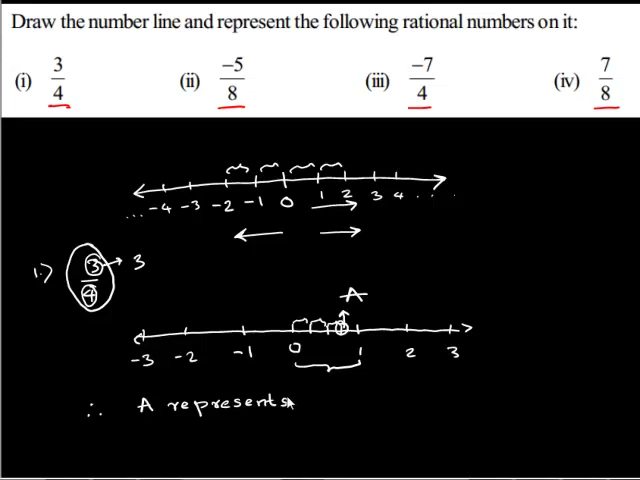 Draw the number line and represent the following rational numbers on it:
(i) 3/4 (ii) -5/8 (iii) -7/4 (iv) 7/8
... -4 -3 -2 -1 0 1 2 3 4 ...
1.) 3/4 → 3
A
-3 -2 -1 0 1 2 3
∴ A represents